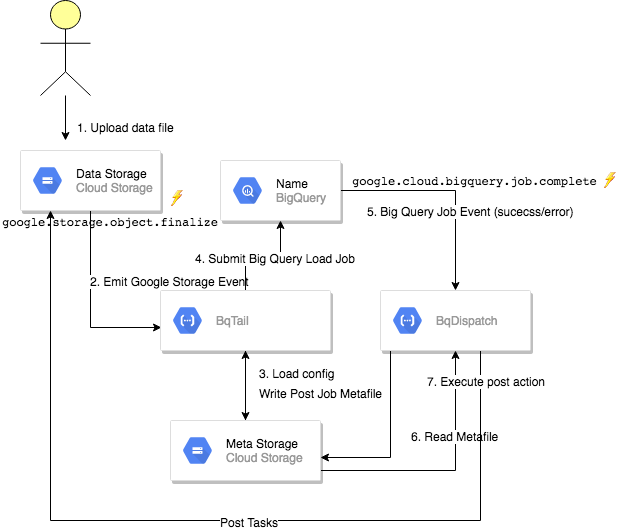 1. Upload data file
Data Storage
Cloud Storage
google.storage.object.finalize
Name
BigQuery
google.cloud.bigquery.job.complete
5. Big Query Job Event (sucecss/error)
4. Submit Big Query Load Job
2. Emit Google Storage Event
BqTail
BqDispatch
3. Load config
Write Post Job Metafile
7. Execute post action
Meta Storage
Cloud Storage
6. Read Metafile
Post Tasks